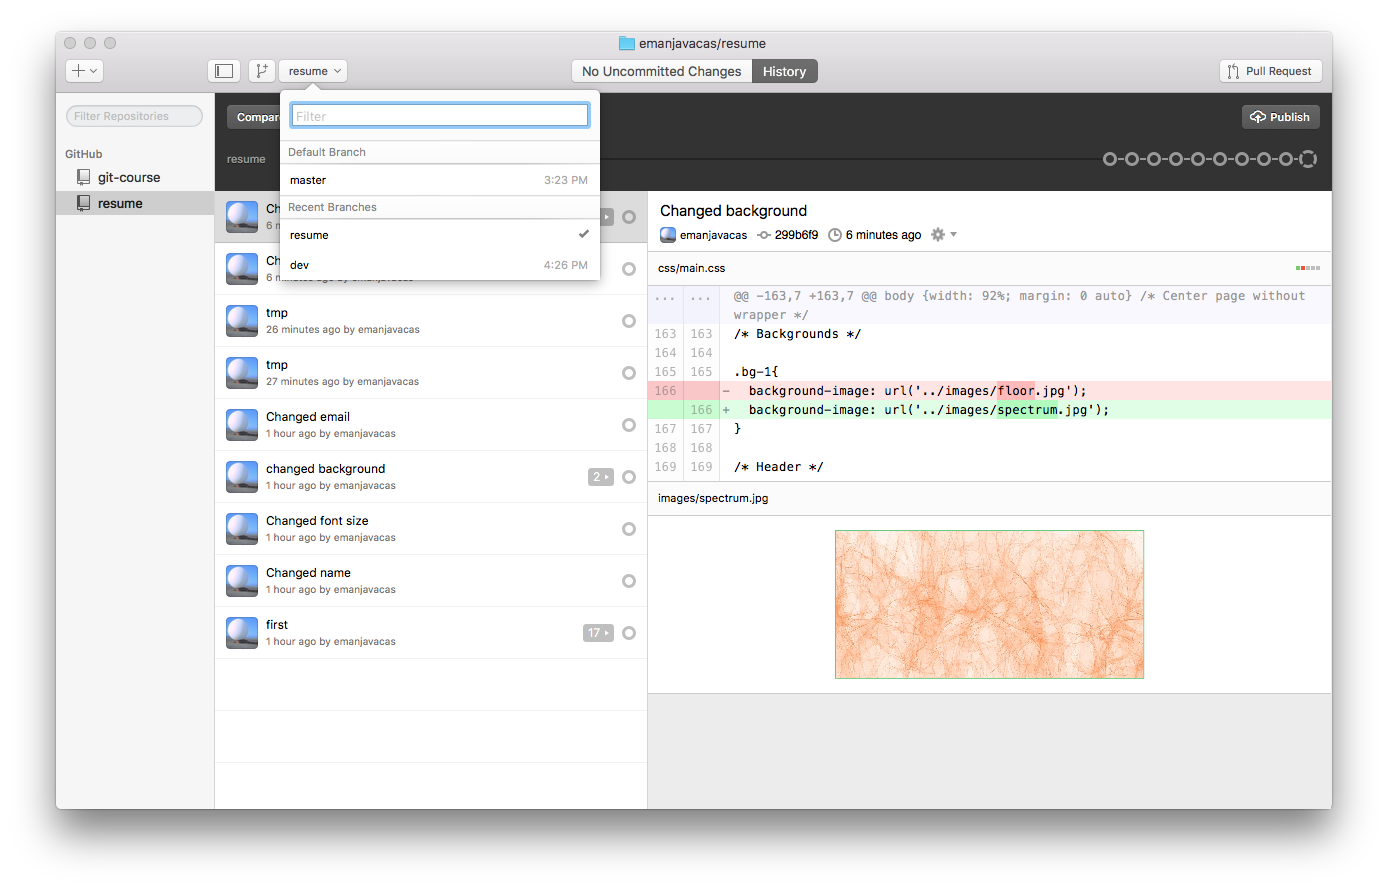 emanjavacas/resume
resume
No Uncommitted Changes
History
Pull Request
Filter Repositories
GitHub
git-course
resume
Compar
Publish
resume
Filter
Default Branch
master 3:23 PM
Recent Branches
resume
dev 4:26 PM
Ch
6 m
Ch
6 minutes ago by emanjavacas
tmp
26 minutes ago by emanjavacas
tmp
27 minutes ago by emanjavacas
Changed email
1 hour ago by emanjavacas
changed background
1 hour ago by emanjavacas
2
Changed font size
1 hour ago by emanjavacas
Changed name
1 hour ago by emanjavacas
first
1 hour ago by emanjavacas
17
Changed background
emanjavacas 299b6f9 6 minutes ago
css/main.css
... ... @@ -163,7 +163,7 @@ body {width: 92%; margin: 0 auto} /* Center page without
wrapper */
163 163 /* Backgrounds */
164 164
165 165 .bg-1{
166 - background-image: url('../images/floor.jpg');
166 + background-image: url('../images/spectrum.jpg');
167 167 }
168 168
169 169 /* Header */
images/spectrum.jpg